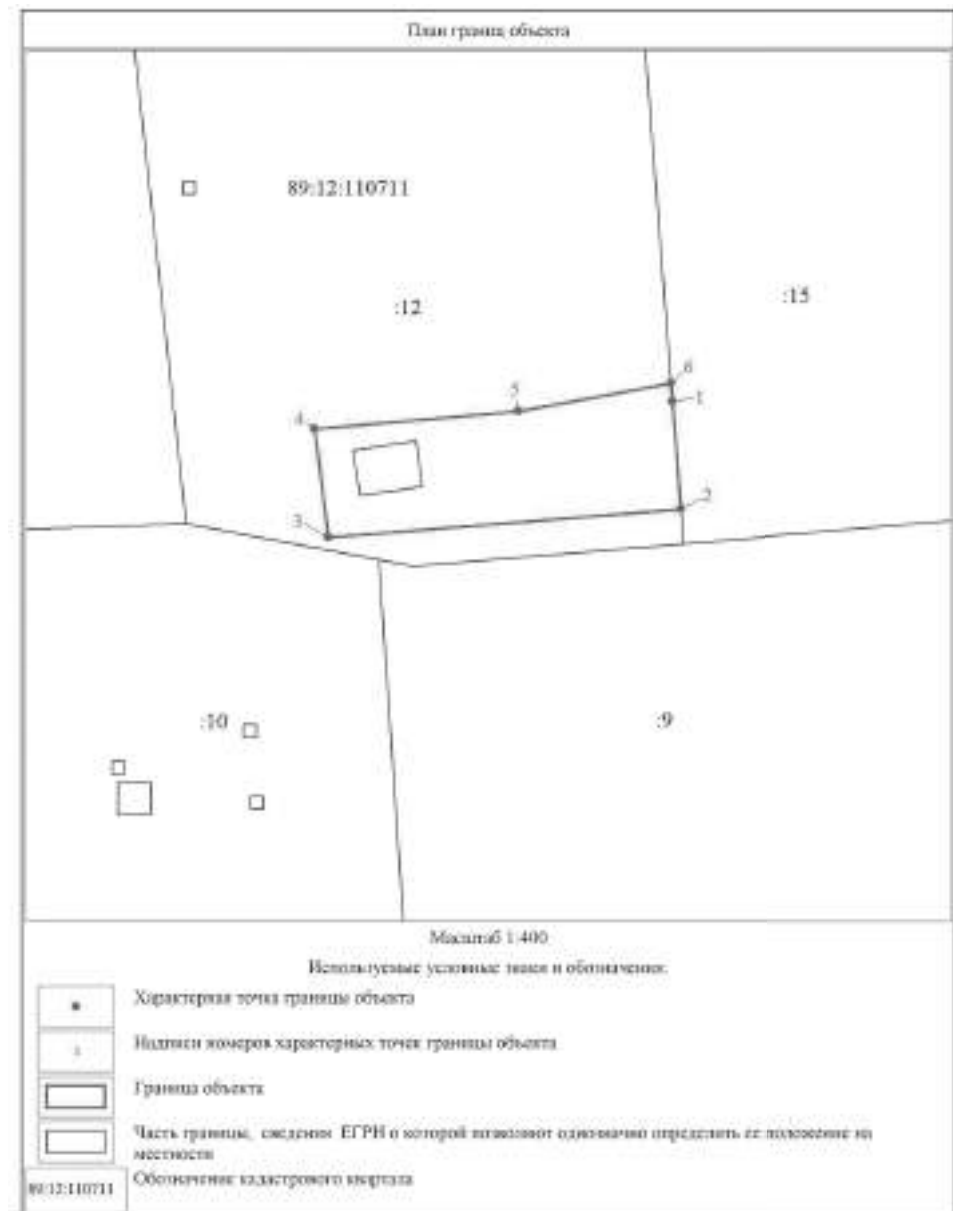 План границ объекта
89:12:110711
:12
:15
6
5
1
4
2
3
:10
:9
Масштаб 1:400
Используемые условные знаки и обозначения:
Характерная точка границы объекта
1
Надписи номеров характерных точек границы объекта
Граница объекта
Часть границы, сведения ЕГРН о которой позволяют однозначно определить ее положение на
местности
89:12:110711
Обозначение кадастрового квартала